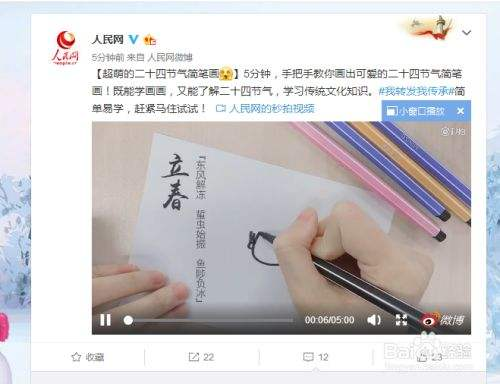 人民网
人民网
people.cn
5分钟前 来自 人民网微博
【超萌的二十四节气简笔画】5分钟，手把手教你画出可爱的二十四节气简笔
画！既能学画画，又能了解二十四节气，学习传统文化知识。#我转发我传承#简
单易学，赶紧马住试试！ 人民网的秒拍视频
小窗口播放 ×
秒拍
立春
『东风解冻 蜇虫始振 鱼陟负冰』
00:06/05:00
微博
收藏
22
12
23
Baidu经验